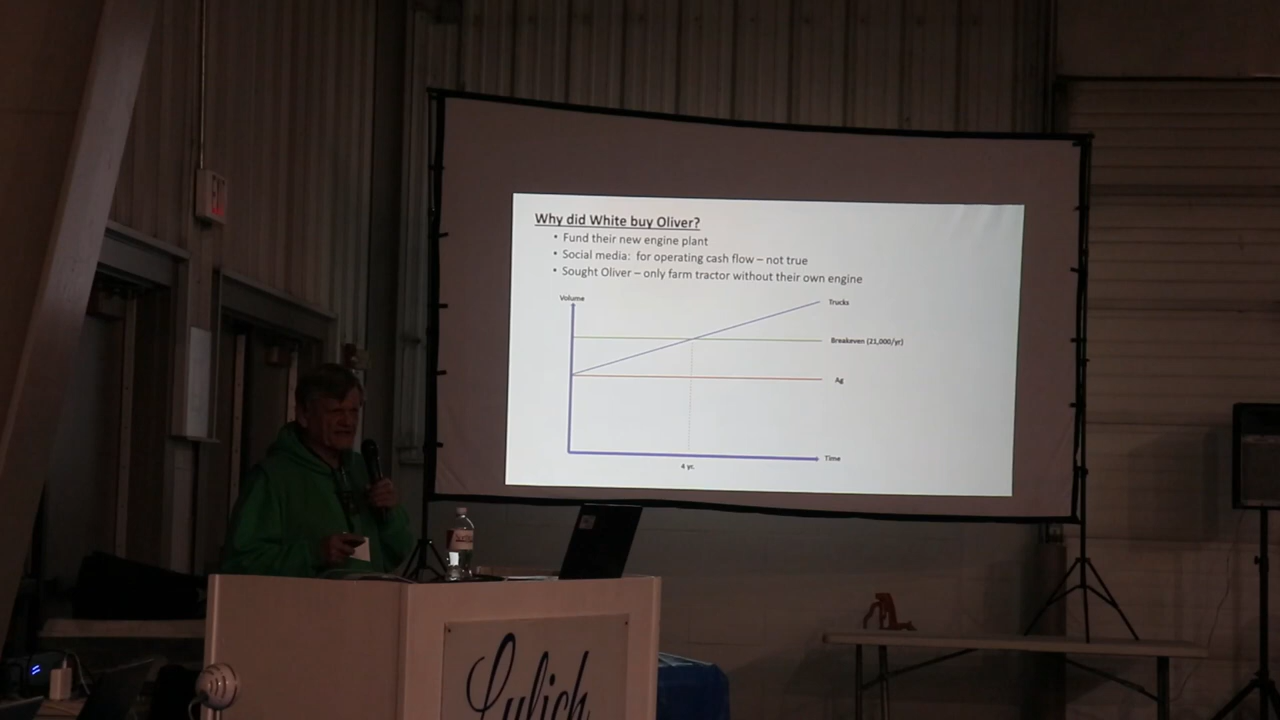 Why did White buy Oliver?
• Fund their new engine plant
• Social media: for operating cash flow – not true
• Sought Oliver – only farm tractor without their own engine
Volume
Trucks
Breakeven (21,000/yr)
Ag
Time
4 yr.
Lulich